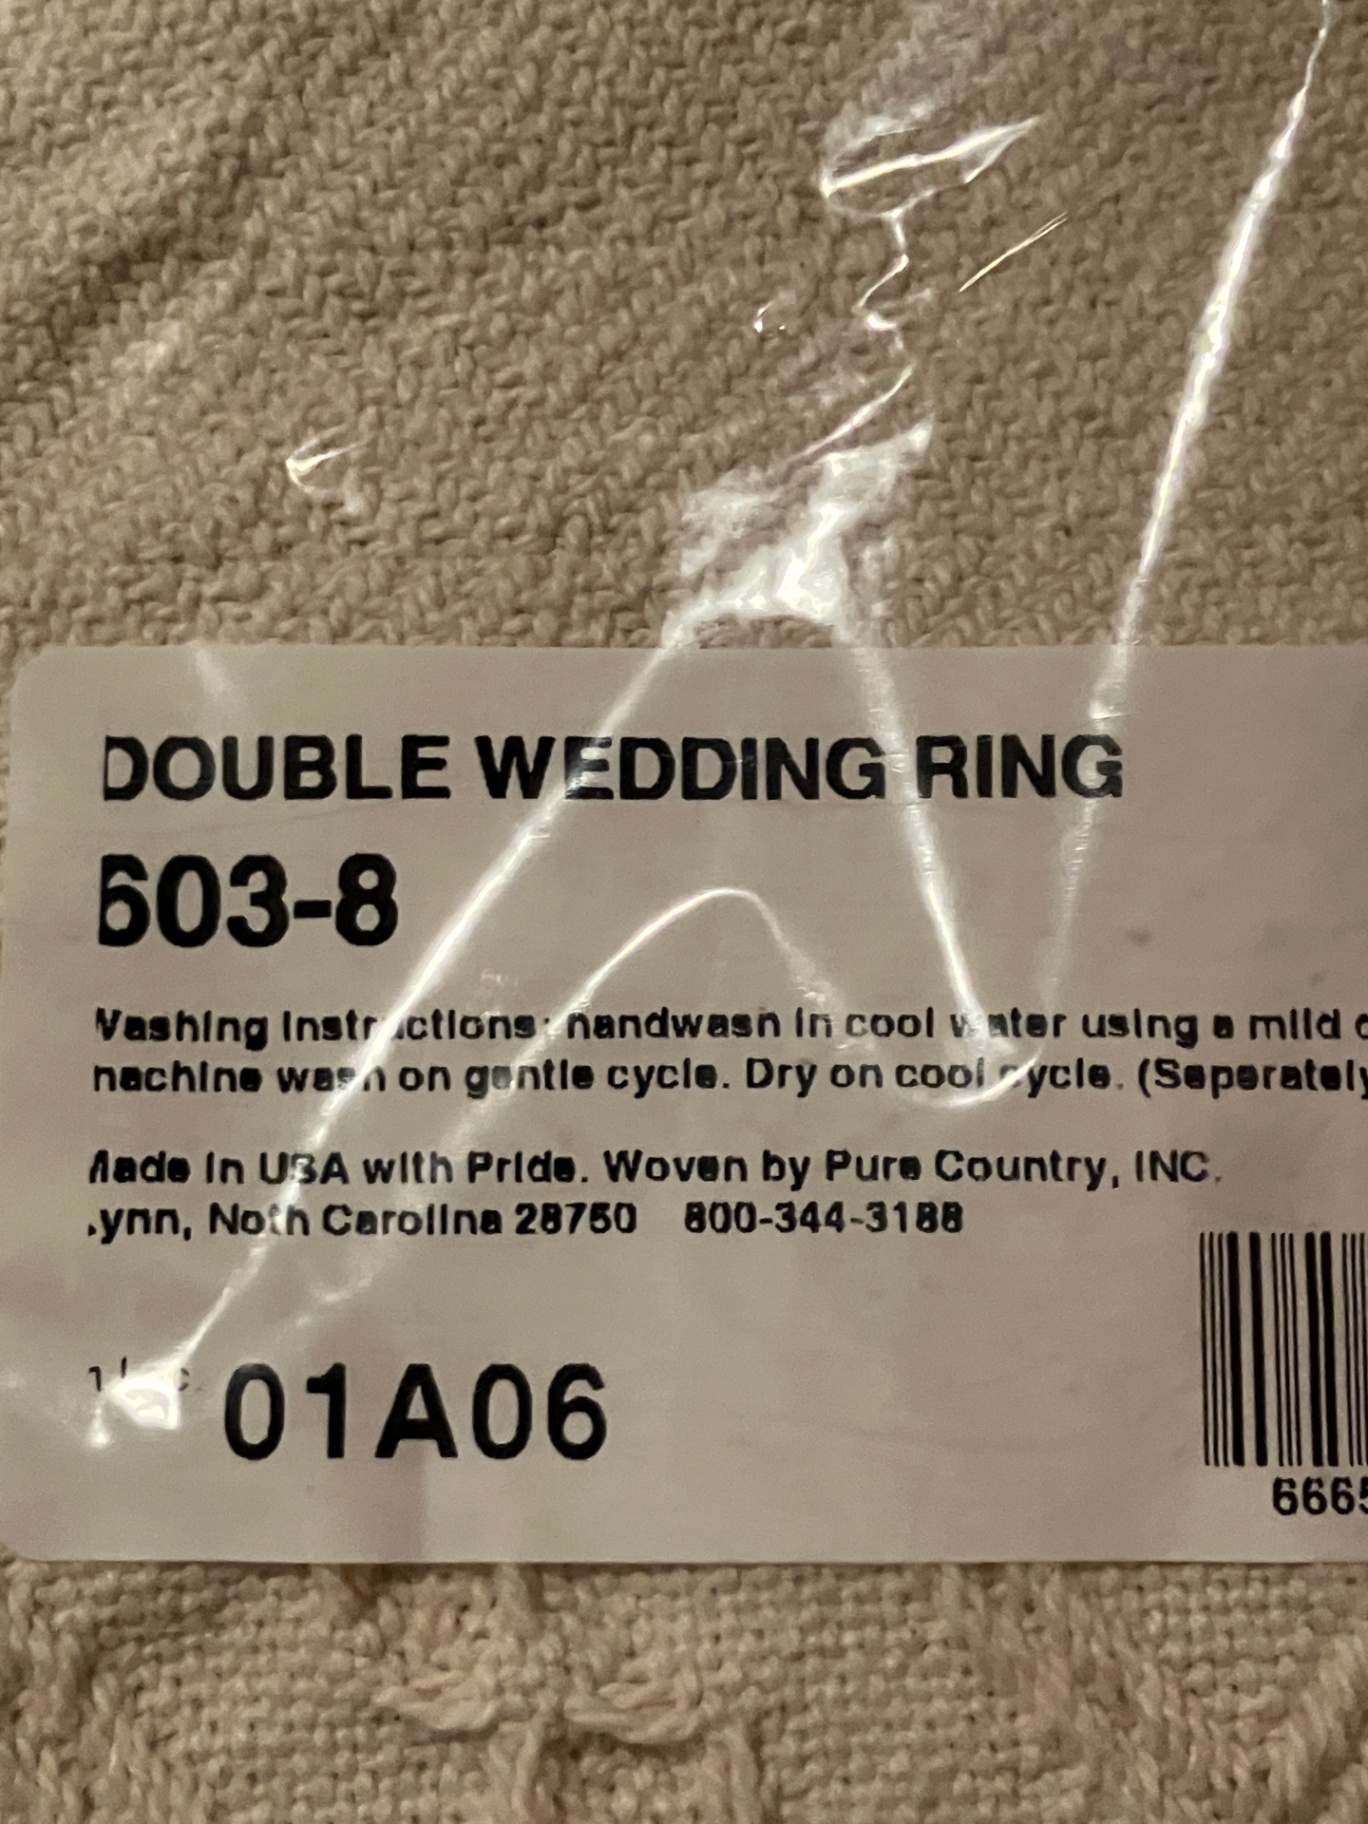 DOUBLE WEDDING RING
603-8
Washing Instructions: handwash in cool water using a mild
machine wash on gentle cycle. Dry on cool cycle. (Seperately
Made in USA with Pride. Woven by Pure Country, INC.
Lynn, Noth Carolina 28750 800-344-3188
01A06
6665